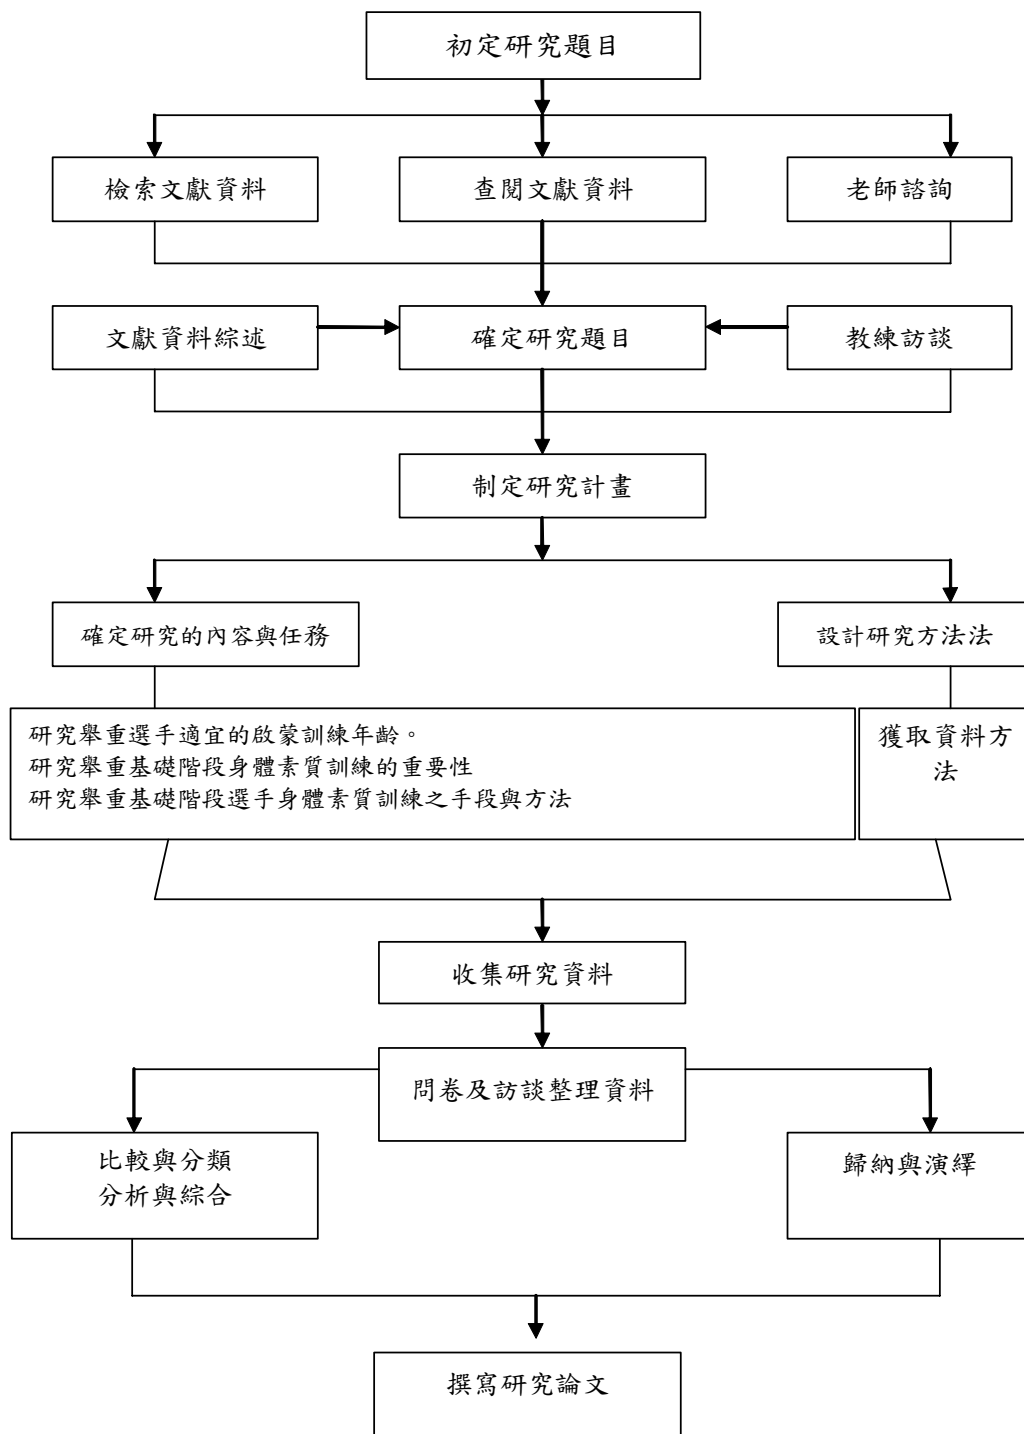 初定研究題目
檢索文獻資料
查閱文獻資料
老師諮詢
文獻資料綜述
確定研究題目
教練訪談
制定研究計畫
確定研究的內容與任務
設計研究方法法
研究舉重選手適宜的啟蒙訓練年齡。
研究舉重基礎階段身體素質訓練的重要性
研究舉重基礎階段選手身體素質訓練之手段與方法
獲取資料方
法
收集研究資料
問卷及訪談整理資料
比較與分類
分析與綜合
歸納與演繹
撰寫研究論文